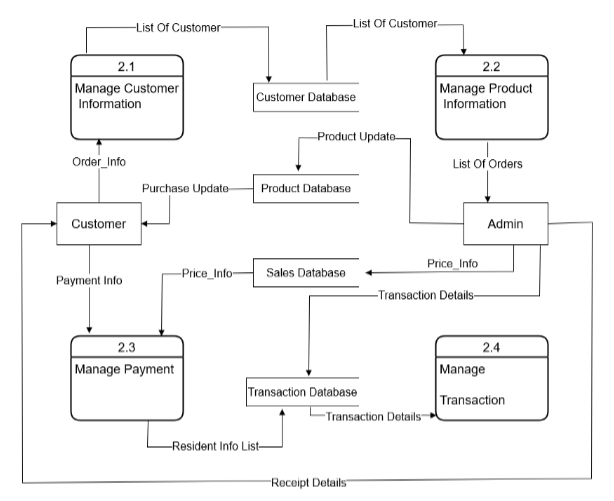 List Of Customer
List Of Customer
2.1
Manage Customer
Information
Customer Database
2.2
Manage Product
Information
Product Update
Order_Info
List Of Orders
Purchase Update
Product Database
Customer
Admin
Payment Info
Price_Info
Sales Database
Price_Info
Transaction Details
2.3
Manage Payment
Transaction Database
2.4
Manage
Transaction
Transaction Details
Resident Info List
Receipt Details